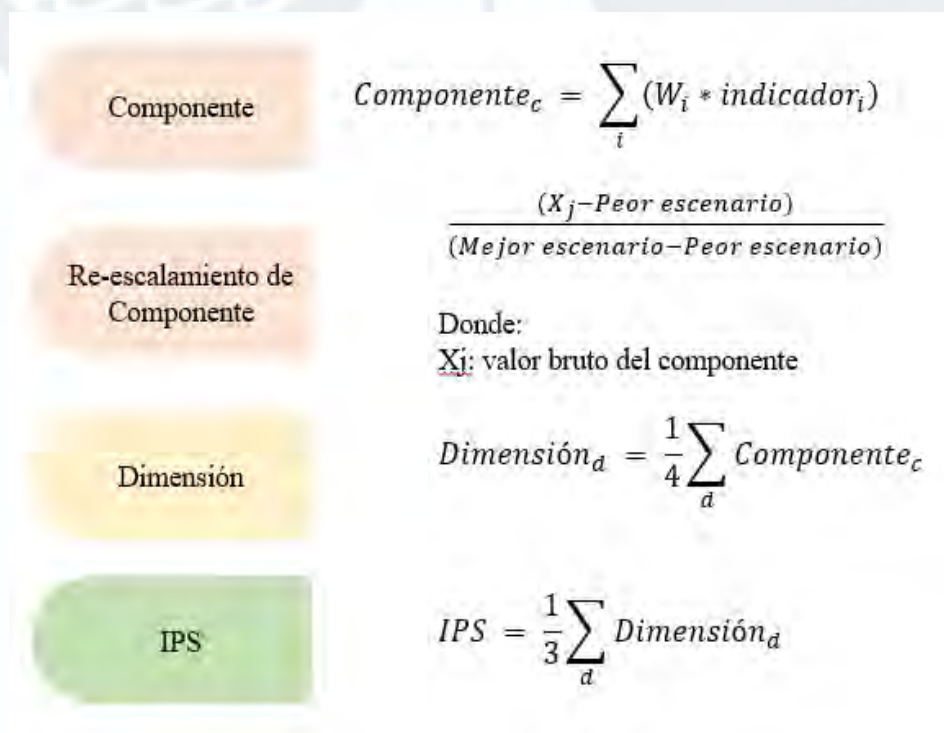 Componente
Componente_c = ∑_i (W_i * indicador_i)
Re-escalamiento de
Componente
(X_j−Peor escenario)
(Mejor escenario−Peor escenario)
Donde:
Xj: valor bruto del componente
Dimensión
Dimensión_d = 1/4 ∑_d Componente_c
IPS
IPS = 1/3 ∑_d Dimensión_d